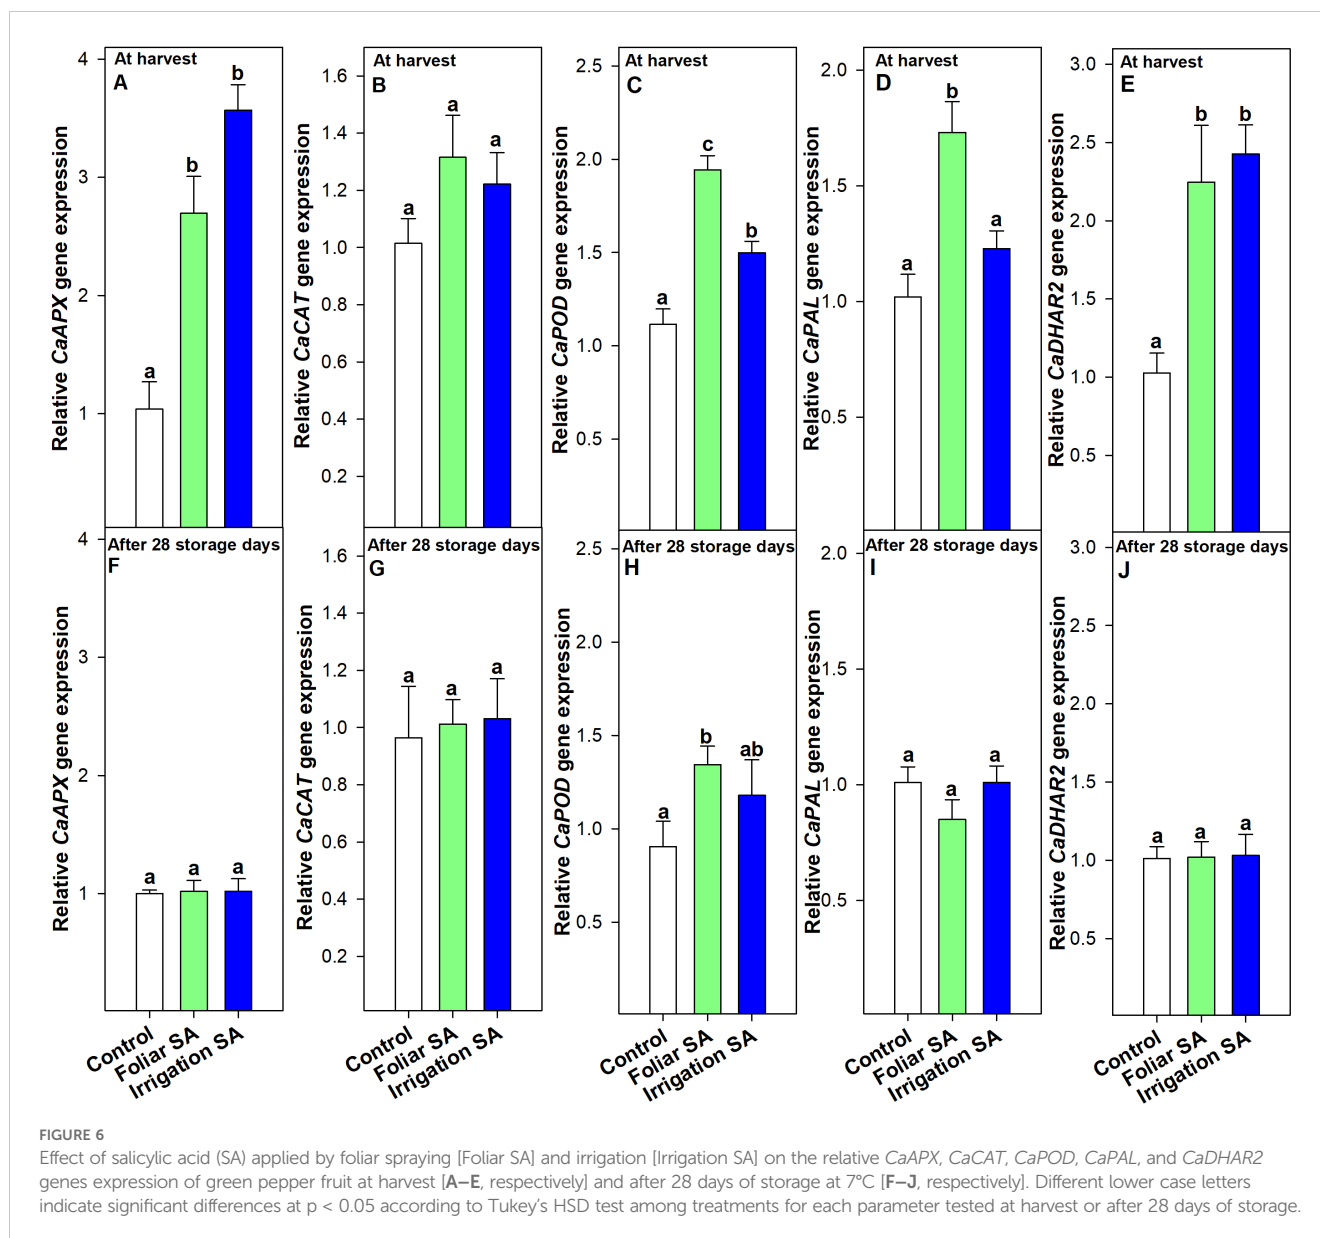 At harvest
A
Relative CaAPX gene expression
4
3
2
1
a
b
b
At harvest
B
Relative CaCAT gene expression
1.6
1.4
1.2
1.0
0.8
0.6
0.4
0.2
a
a
a
At harvest
C
Relative CaPOD gene expression
2.5
2.0
1.5
1.0
0.5
a
c
b
At harvest
D
Relative CaPAL gene expression
2.0
1.5
1.0
0.5
a
b
a
At harvest
E
Relative CaDHAR2 gene expression
3.0
2.5
2.0
1.5
1.0
0.5
a
b
b
After 28 storage days
F
Relative CaAPX gene expression
4
3
2
1
a
a
a
Control
Foliar SA
Irrigation SA
After 28 storage days
G
Relative CaCAT gene expression
1.6
1.4
1.2
1.0
0.8
0.6
0.4
0.2
a
a
a
Control
Foliar SA
Irrigation SA
After 28 storage days
H
Relative CaPOD gene expression
2.5
2.0
1.5
1.0
0.5
a
b
ab
Control
Foliar SA
Irrigation SA
After 28 storage days
I
Relative CaPAL gene expression
2.0
1.5
1.0
0.5
a
a
a
Control
Foliar SA
Irrigation SA
After 28 storage days
J
Relative CaDHAR2 gene expression
3.0
2.5
2.0
1.5
1.0
0.5
a
a
a
Control
Foliar SA
Irrigation SA
FIGURE 6
Effect of salicylic acid (SA) applied by foliar spraying [Foliar SA] and irrigation [Irrigation SA] on the relative CaAPX, CaCAT, CaPOD, CaPAL, and CaDHAR2
genes expression of green pepper fruit at harvest [A–E, respectively] and after 28 days of storage at 7°C [F–J, respectively]. Different lower case letters
indicate significant differences at p < 0.05 according to Tukey's HSD test among treatments for each parameter tested at harvest or after 28 days of storage.